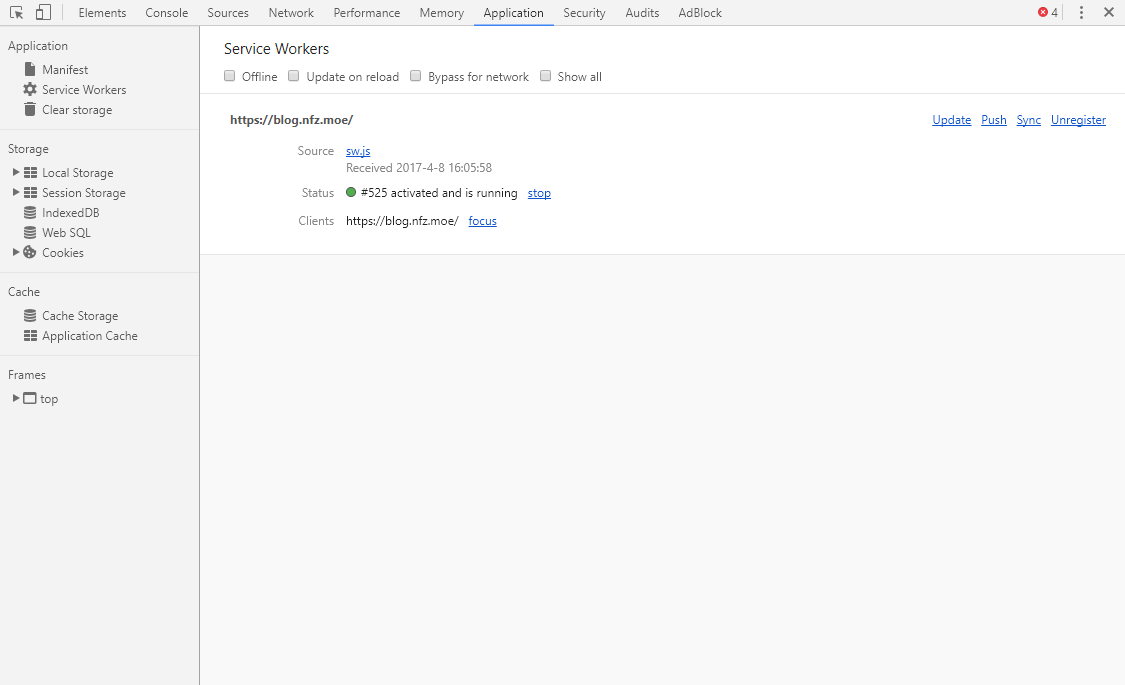 Elements Console Sources Network Performance Memory Application Security Audits AdBlock 4
Application
Manifest
Service Workers
Clear storage
Storage
Local Storage
Session Storage
IndexedDB
Web SQL
Cookies
Cache
Cache Storage
Application Cache
Frames
top
Service Workers
Offline Update on reload Bypass for network Show all
https://blog.nfz.moe/ Update Push Sync Unregister
Source sw.js
Received 2017-4-8 16:05:58
Status #525 activated and is running stop
Clients https://blog.nfz.moe/ focus